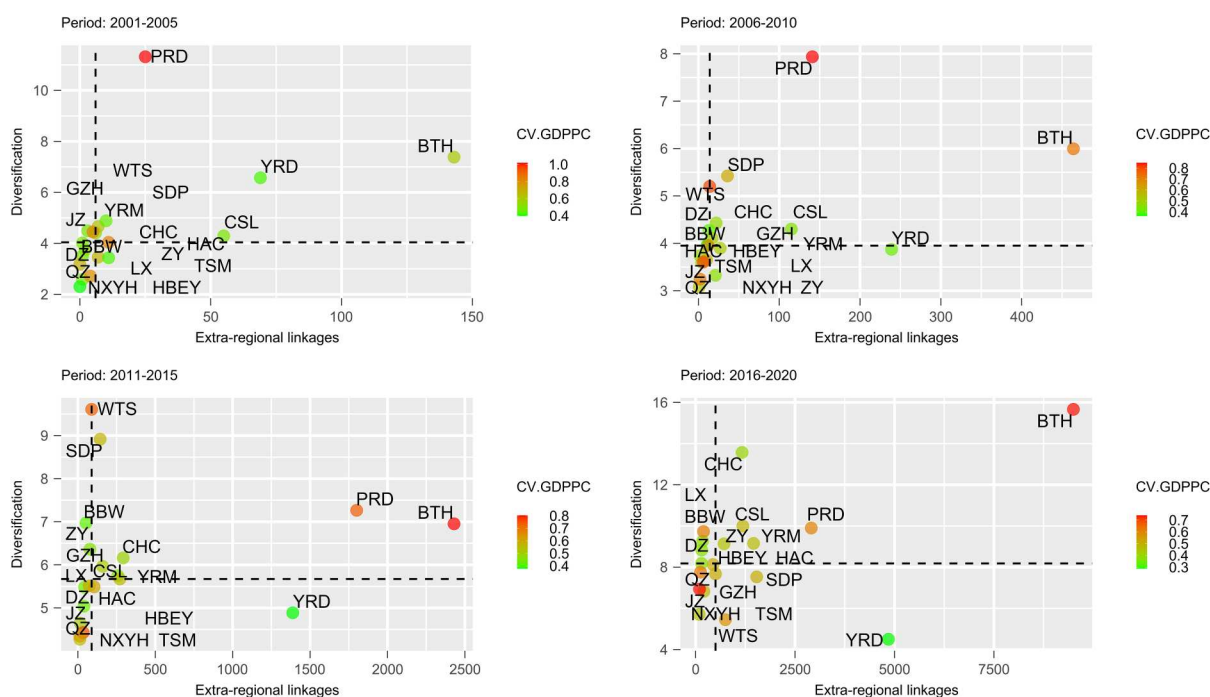 Period: 2001-2005
Diversification
10
8
6
4
2
PRD
BTH
WTS
YRD
GZH
SDP
JZ
YRM
CSL
CHC
BBW
HAC
DZ
ZY
LX
TSM
QZ
NXYH HBEY
0
50
100
150
Extra-regional linkages
CV.GDPPC
1.0
0.8
0.6
0.4
Period: 2006-2010
Diversification
8
7
6
5
4
3
PRD
BTH
SDP
WTS
DZ
CHC
CSL
BBW
GZH
YRM
YRD
HAC
HBEY
JZ
TSM
LX
QZ
NXYH ZY
0
100
200
300
400
Extra-regional linkages
CV.GDPPC
0.8
0.7
0.6
0.5
0.4
Period: 2011-2015
Diversification
9
8
7
6
5
WTS
SDP
PRD
BBW
BTH
ZY
GZH
CHC
CSL
LX
YRM
DZ
HAC
JZ
HBEY
YRD
QZ
NXYH TSM
0
500
1000
1500
2000
2500
Extra-regional linkages
CV.GDPPC
0.8
0.7
0.6
0.5
0.4
Period: 2016-2020
Diversification
16
12
8
4
BTH
CHC
LX
BBW
CSL
PRD
DZ
ZY
YRM
HBEY HAC
QZ
SDP
GZH
JZ
NXYH TSM
WTS
YRD
0
2500
5000
7500
Extra-regional linkages
CV.GDPPC
0.7
0.6
0.5
0.4
0.3